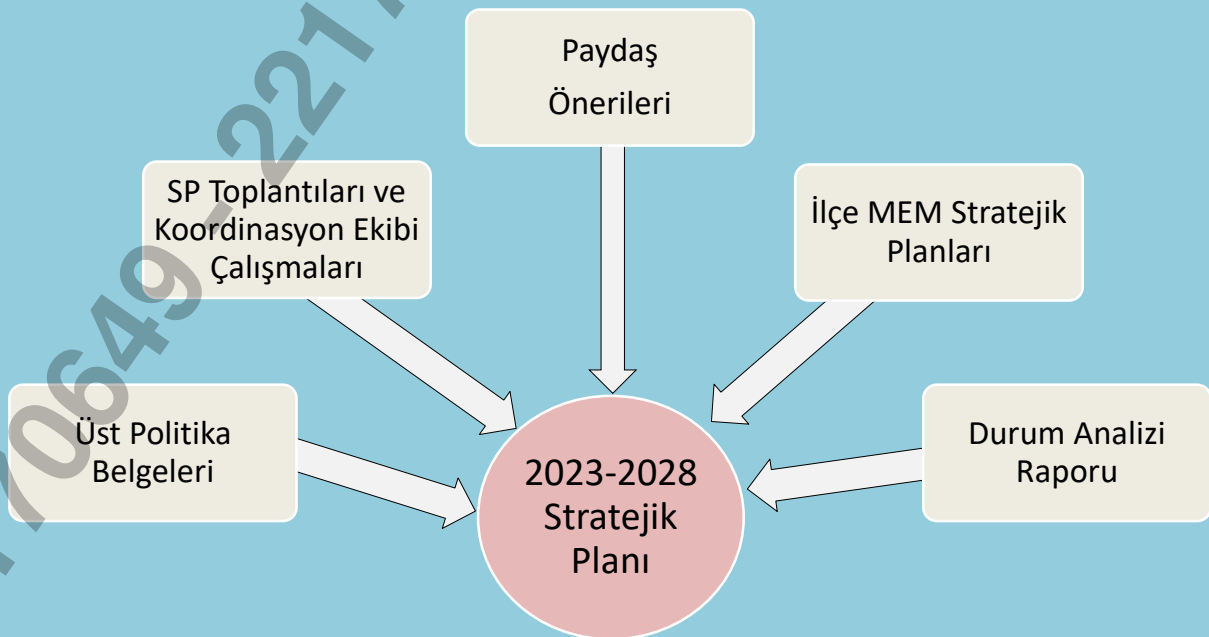 Paydaş
Önerileri
SP Toplantıları ve
Koordinasyon Ekibi
Çalışmaları
İlçe MEM Stratejik
Planları
Üst Politika
Belgeleri
Durum Analizi
Raporu
2023-2028
Stratejik
Planı